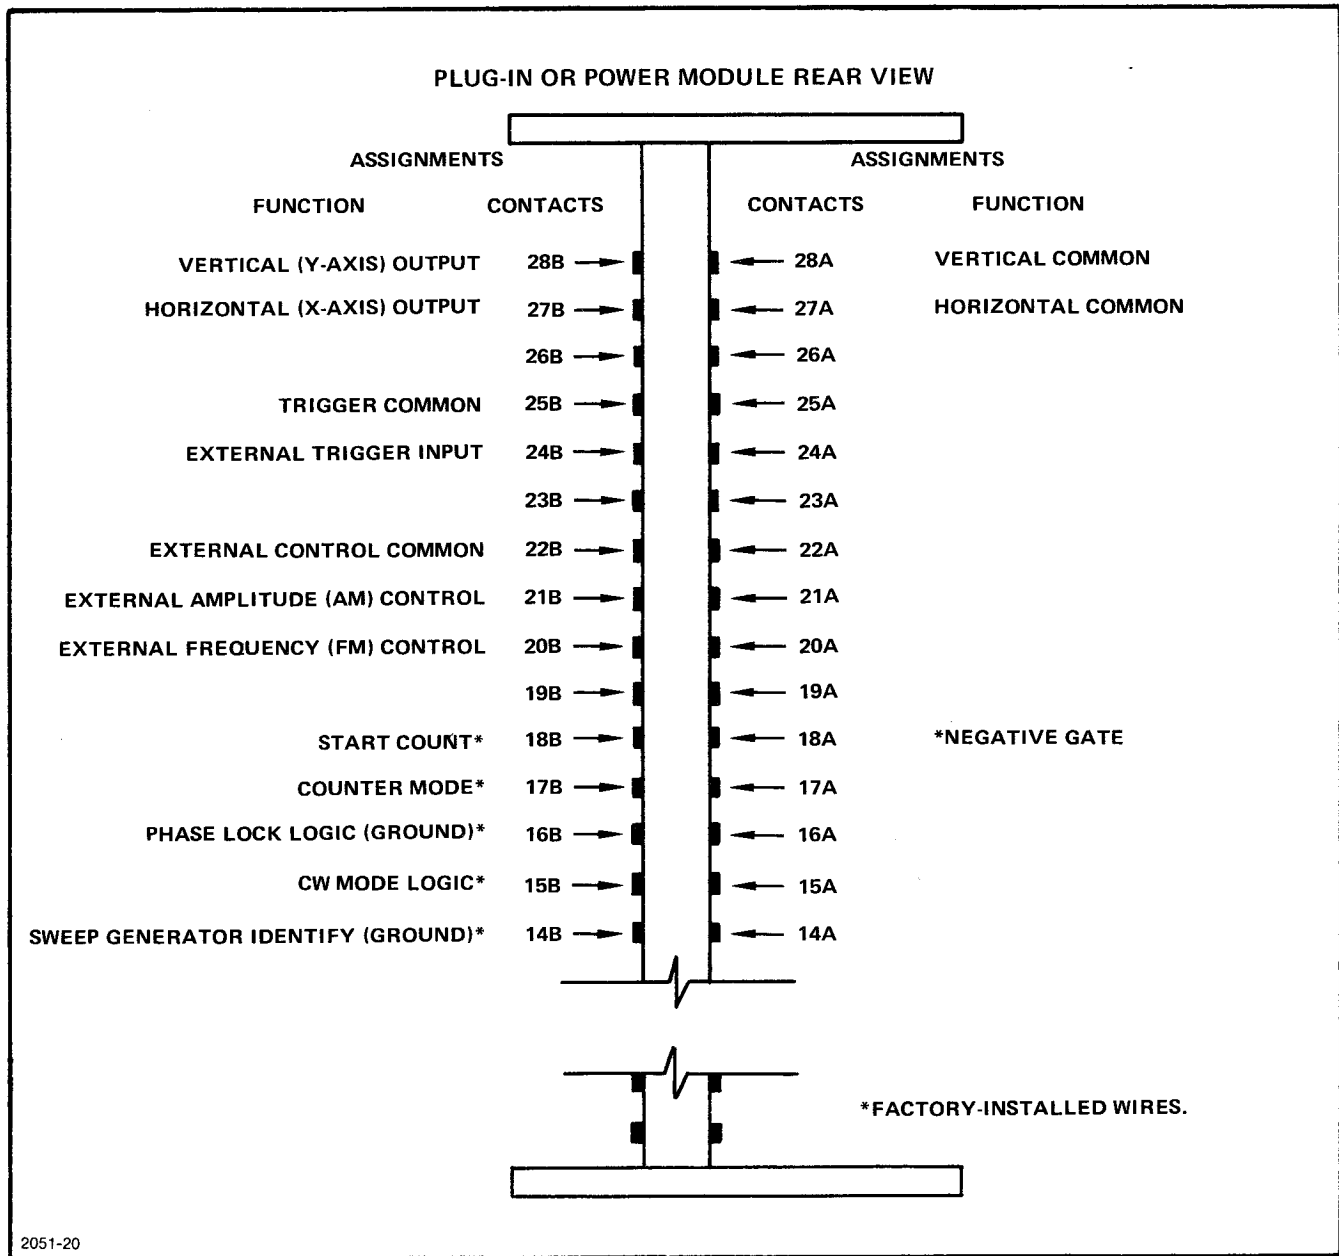 PLUG-IN OR POWER MODULE REAR VIEW
ASSIGNMENTS ASSIGNMENTS
FUNCTION CONTACTS CONTACTS FUNCTION
VERTICAL (Y-AXIS) OUTPUT 28B 28A VERTICAL COMMON
HORIZONTAL (X-AXIS) OUTPUT 27B 27A HORIZONTAL COMMON
26B 26A
TRIGGER COMMON 25B 25A
EXTERNAL TRIGGER INPUT 24B 24A
23B 23A
EXTERNAL CONTROL COMMON 22B 22A
EXTERNAL AMPLITUDE (AM) CONTROL 21B 21A
EXTERNAL FREQUENCY (FM) CONTROL 20B 20A
19B 19A
START COUNT* 18B 18A *NEGATIVE GATE
COUNTER MODE* 17B 17A
PHASE LOCK LOGIC (GROUND)* 16B 16A
CW MODE LOGIC* 15B 15A
SWEEP GENERATOR IDENTIFY (GROUND)* 14B 14A
*FACTORY-INSTALLED WIRES.
2051-20